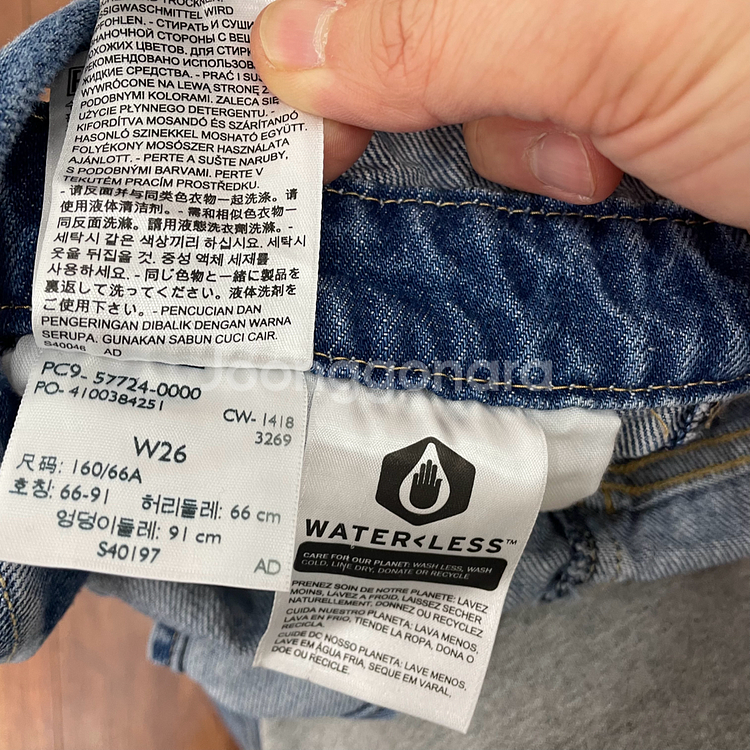 SSIGWASCHMITTEL WIRD
FOHLEN. - СТИРАТЬ И СУШИ
ИЗНАНОЧНОЙ СТОРОНЫ С ВЕЩ
ПОХОЖИХ ЦВЕТОВ. ДЛЯ СТИРК
РЕКОМЕНДОВАНО ИСПОЛЬЗОВАТ
ЖИДКИЕ СРЕДСТВА. - PRAĆ I SU
WYWRÓCONE NA LEWĄ STRONĘ Z
PODOBNYMI KOLORAMI. ZALECA SIĘ
UŻYCIE PŁYNNEGO DETERGENTU. -
KIFORDÍTVA MOSANDÓ ÉS SZÁRÍTANDÓ
HASONLÓ SZINEKKEL MOSHATÓ EGYÜTT.
FOLYÉKONY MOSÓSZER HASZNÁLATA
AJÁNLOTT. - PERTE A SUŠTE NARUBY,
S PODOBNÝMI BARVAMI. PERTE V
TEKUTÉM PRACÍM PROSTŘEDKU.
- 请反面并与同类色衣物一起洗涤。请
使用液体清洁剂。- 需和相似色衣物一
同反面洗滌。請用液態洗衣劑洗衣 -
세탁시 같은 색상끼리 하십시요. 세탁시
옷을 뒤집을 것. 중성 액체 세제를
사용하세요. - 同じ色物と一緒に製品を
裏返して洗ってください。液体洗剤を
ご使用下さい。- PENCUCIAN DAN
PENGERINGAN DIBALIK DENGAN WARNA
SERUPA. GUNAKAN SABUN CUCI CAIR.
S40046 AD
Joonggonara
PC9- 57724-0000
PO- 4100384251
CW- 1418
3269
W26
尺码: 160/66A
호칭: 66-91 허리둘레: 66 cm
엉덩이둘레: 91 cm
S40197 AD
WATER<LESS™
CARE FOR OUR PLANET: WASH LESS, WASH
COLD, LINE DRY, DONATE OR RECYCLE
PRENEZ SOIN DE NOTRE PLANETE: LAVEZ
MOINS, LAVEZ A FROID, LAISSEZ SECHER
NATURELLEMENT, DONNEZ OU RECYCLEZ
CUIDA NUESTRO PLANETA: LAVA MENOS,
LAVA EN FRIO, TIENDE LA ROPA, DONA O
RECICLE
CUIDE DO NOSSO PLANETA: LAVE MENOS,
LAVE EM ÁGUA FRIA, SEQUE EM VARAL,
DOE OU RECICLE.